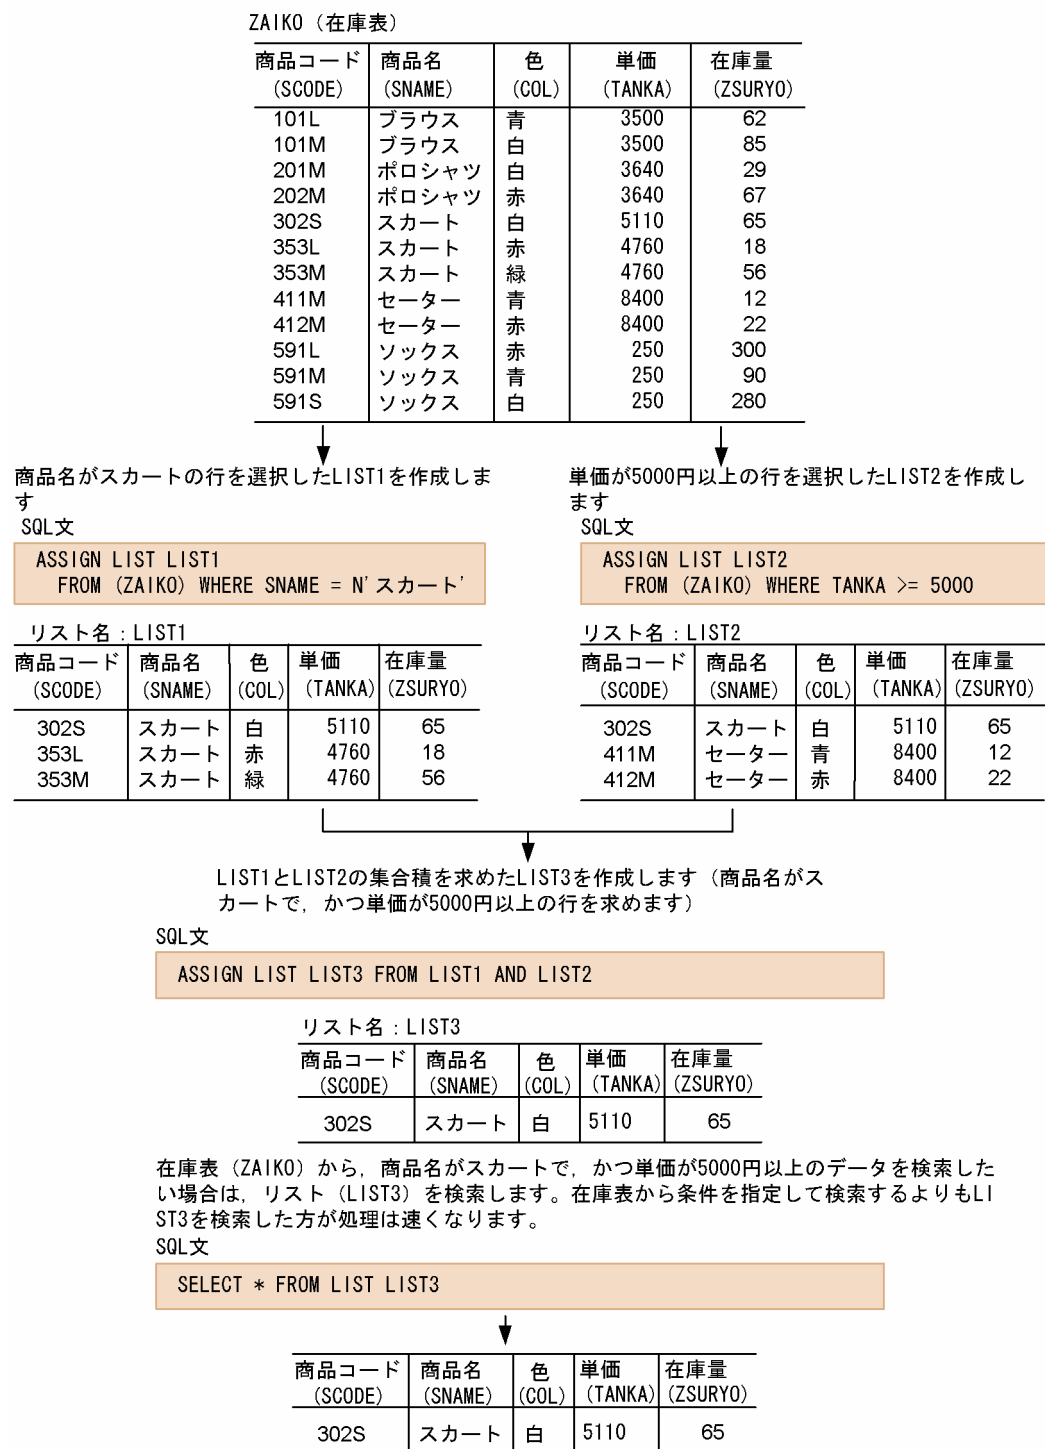 ZAIKO（在庫表）
商品コード 商品名 色 単価 在庫量
(SCODE) (SNAME) (COL) (TANKA) (ZSURYO)
101L ブラウス 青 3500 62
101M ブラウス 白 3500 85
201M ポロシャツ 白 3640 29
202M ポロシャツ 赤 3640 67
302S スカート 白 5110 65
353L スカート 赤 4760 18
353M スカート 緑 4760 56
411M セーター 青 8400 12
412M セーター 赤 8400 22
591L ソックス 赤 250 300
591M ソックス 青 250 90
591S ソックス 白 250 280
商品名がスカートの行を選択したLIST1を作成しま
す
SQL文
ASSIGN LIST LIST1
FROM (ZAIKO) WHERE SNAME = N'スカート'
リスト名：LIST1
商品コード 商品名 色 単価 在庫量
(SCODE) (SNAME) (COL) (TANKA) (ZSURYO)
302S スカート 白 5110 65
353L スカート 赤 4760 18
353M スカート 緑 4760 56
単価が5000円以上の行を選択したLIST2を作成し
ます
SQL文
ASSIGN LIST LIST2
FROM (ZAIKO) WHERE TANKA >= 5000
リスト名：LIST2
商品コード 商品名 色 単価 在庫量
(SCODE) (SNAME) (COL) (TANKA) (ZSURYO)
302S スカート 白 5110 65
411M セーター 青 8400 12
412M セーター 赤 8400 22
LIST1とLIST2の集合積を求めたLIST3を作成します（商品名がス
カートで，かつ単価が5000円以上の行を求めます）
SQL文
ASSIGN LIST LIST3 FROM LIST1 AND LIST2
リスト名：LIST3
商品コード 商品名 色 単価 在庫量
(SCODE) (SNAME) (COL) (TANKA) (ZSURYO)
302S スカート 白 5110 65
在庫表（ZAIKO）から，商品名がスカートで，かつ単価が5000円以上のデータを検索した
い場合は，リスト（LIST3）を検索します。在庫表から条件を指定して検索するよりもLI
ST3を検索した方が処理は速くなります。
SQL文
SELECT * FROM LIST LIST3
商品コード 商品名 色 単価 在庫量
(SCODE) (SNAME) (COL) (TANKA) (ZSURYO)
302S スカート 白 5110 65